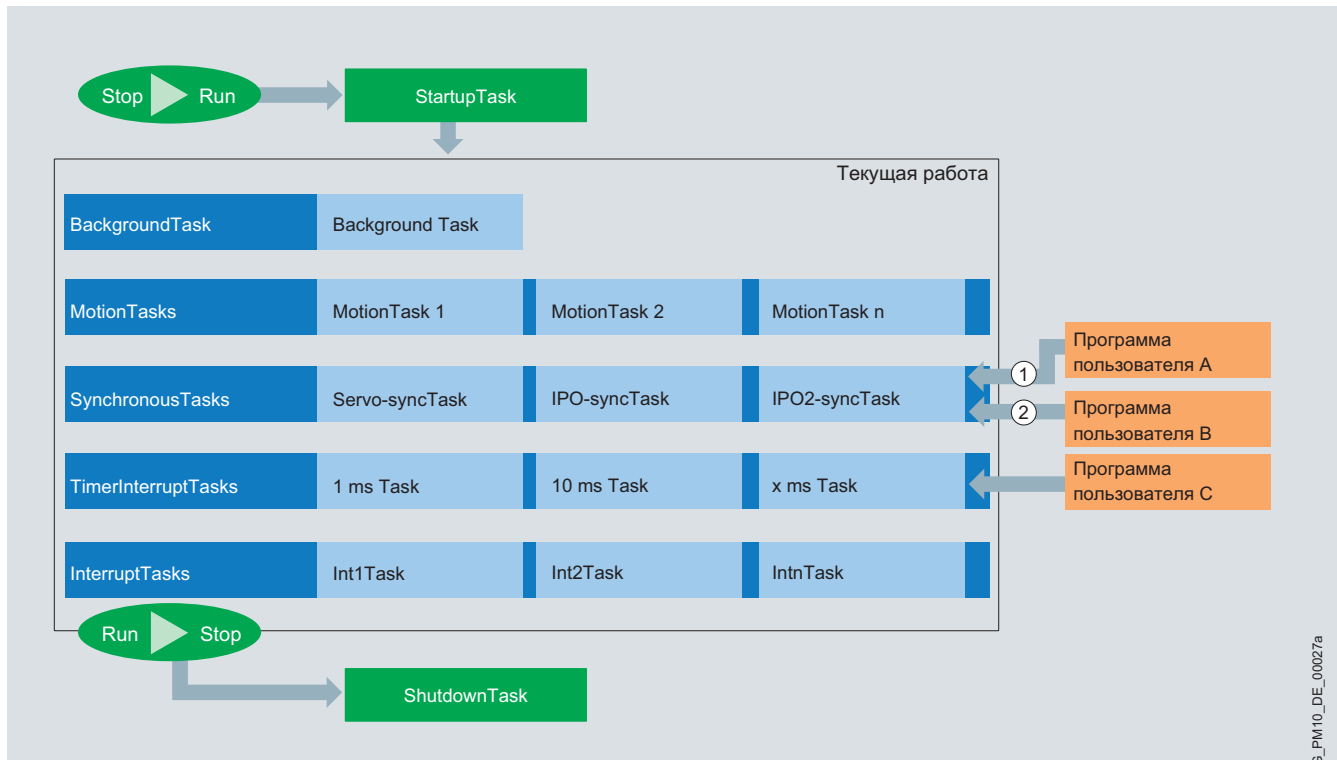 Stop Run
StartupTask
Текущая работа
BackgroundTask
Background Task
MotionTasks
MotionTask 1
MotionTask 2
MotionTask n
SynchronousTasks
Servo-syncTask
IPO-syncTask
IPO2-syncTask
1
Программа
пользователя A
2
Программа
пользователя B
TimerInterruptTasks
1 ms Task
10 ms Task
x ms Task
Программа
пользователя C
InterruptTasks
Int1Task
Int2Task
IntnTask
Run Stop
ShutdownTask
G_PM10_DE_00027a